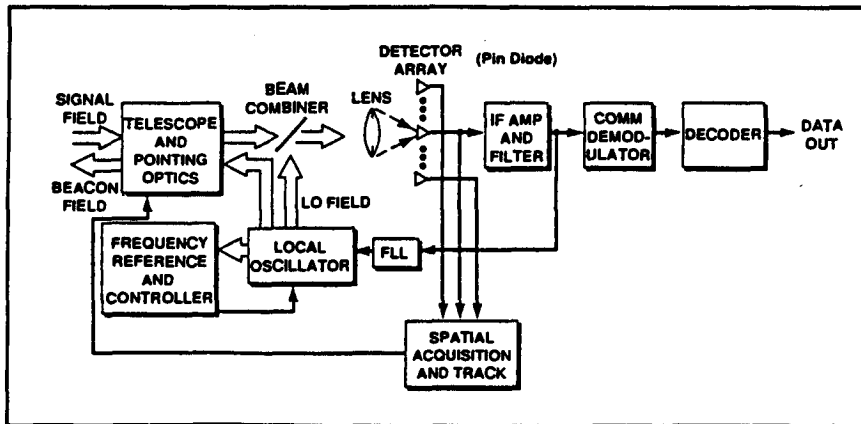 DETECTOR
ARRAY
(Pin Diode)
BEAM
COMBINER
LENS
SIGNAL
FIELD
TELESCOPE
AND
POINTING
OPTICS
BEACON
FIELD
IF AMP
AND
FILTER
COMM
DEMOD-
ULATOR
DECODER
DATA
OUT
LO FIELD
FREQUENCY
REFERENCE
AND
CONTROLLER
LOCAL
OSCILLATOR
FLL
SPATIAL
ACQUISITION
AND TRACK